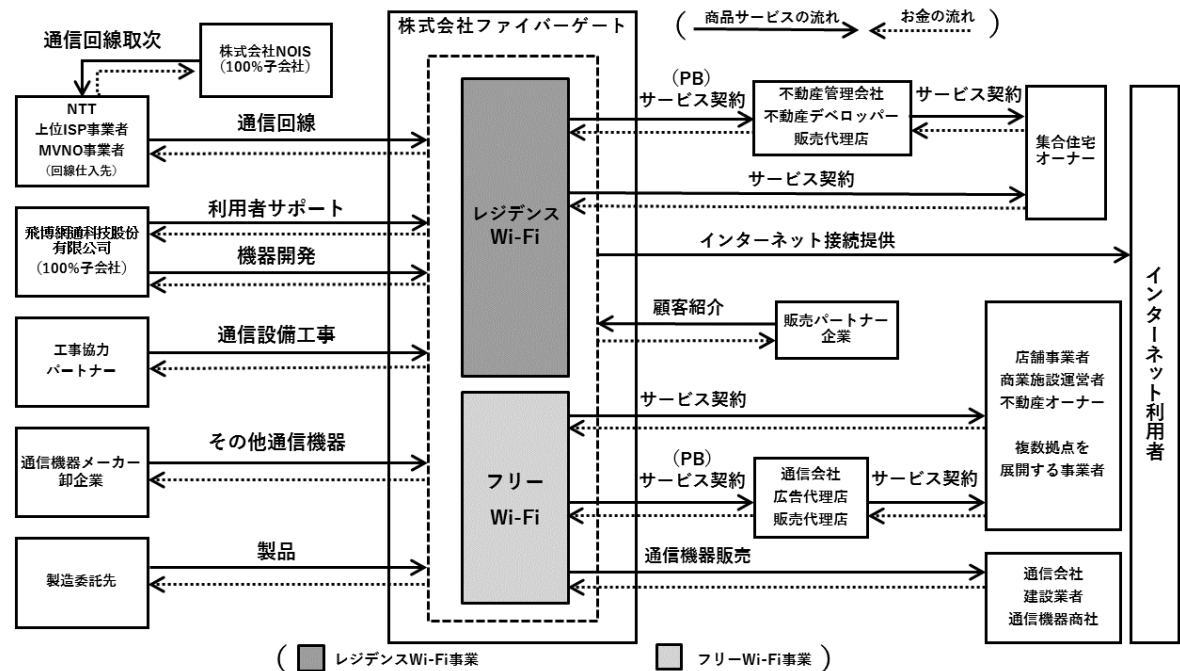 株式会社ファイバーゲート
( 商品サービスの流れ お金の流れ )
通信回線取次
株式会社NOIS
(100%子会社)
NTT
上位ISP事業者
MVNO事業者
(回線仕入先)
通信回線
飛博網通科技股份
有限公司
(100%子会社)
利用者サポート
機器開発
工事協力
パートナー
通信設備工事
通信機器メーカー
卸企業
その他通信機器
製造委託先
製品
レジデンス
Wi-Fi
フリー
Wi-Fi
(PB)
サービス契約
不動産管理会社
不動産デベロッパー
販売代理店
サービス契約
集合住宅
オーナー
サービス契約
インターネット接続提供
顧客紹介
販売パートナー
企業
サービス契約
店舗事業者
商業施設運営者
不動産オーナー
複数拠点を
展開する事業者
(PB)
サービス契約
通信会社
広告代理店
販売代理店
サービス契約
通信機器販売
通信会社
建設業者
通信機器商社
インターネット利用者
( レジデンスWi-Fi事業 フリーWi-Fi事業 )